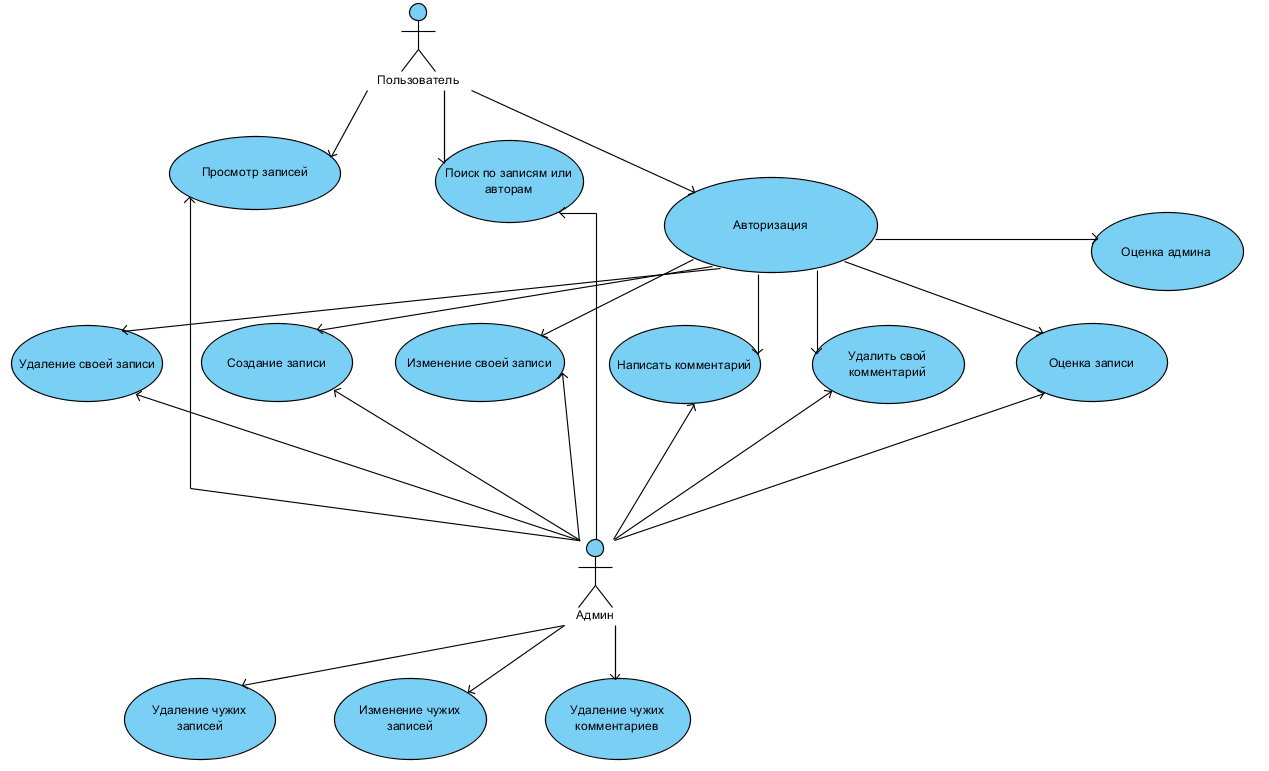 Пользователь
Просмотр записей
Поиск по записям или
авторам
Авторизация
Оценка админа
Удаление своей записи
Создание записи
Изменение своей записи
Написать комментарий
Удалить свой
комментарий
Оценка записи
Админ
Удаление чужих
записей
Изменение чужих
записей
Удаление чужих
комментариев